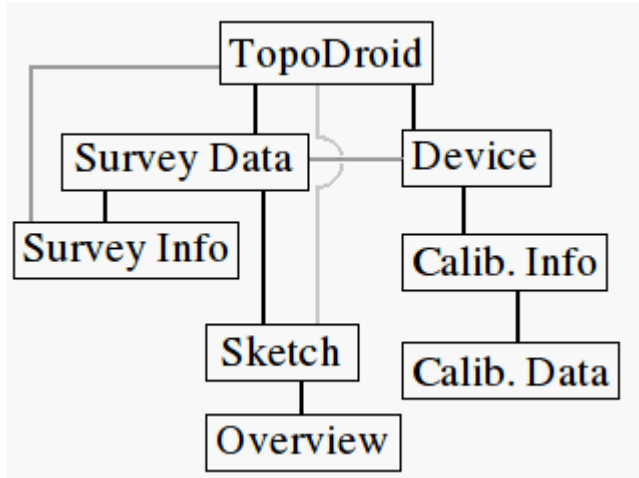 TopoDroid
Survey Data
Device
Survey Info
Calib. Info
Sketch
Calib. Data
Overview